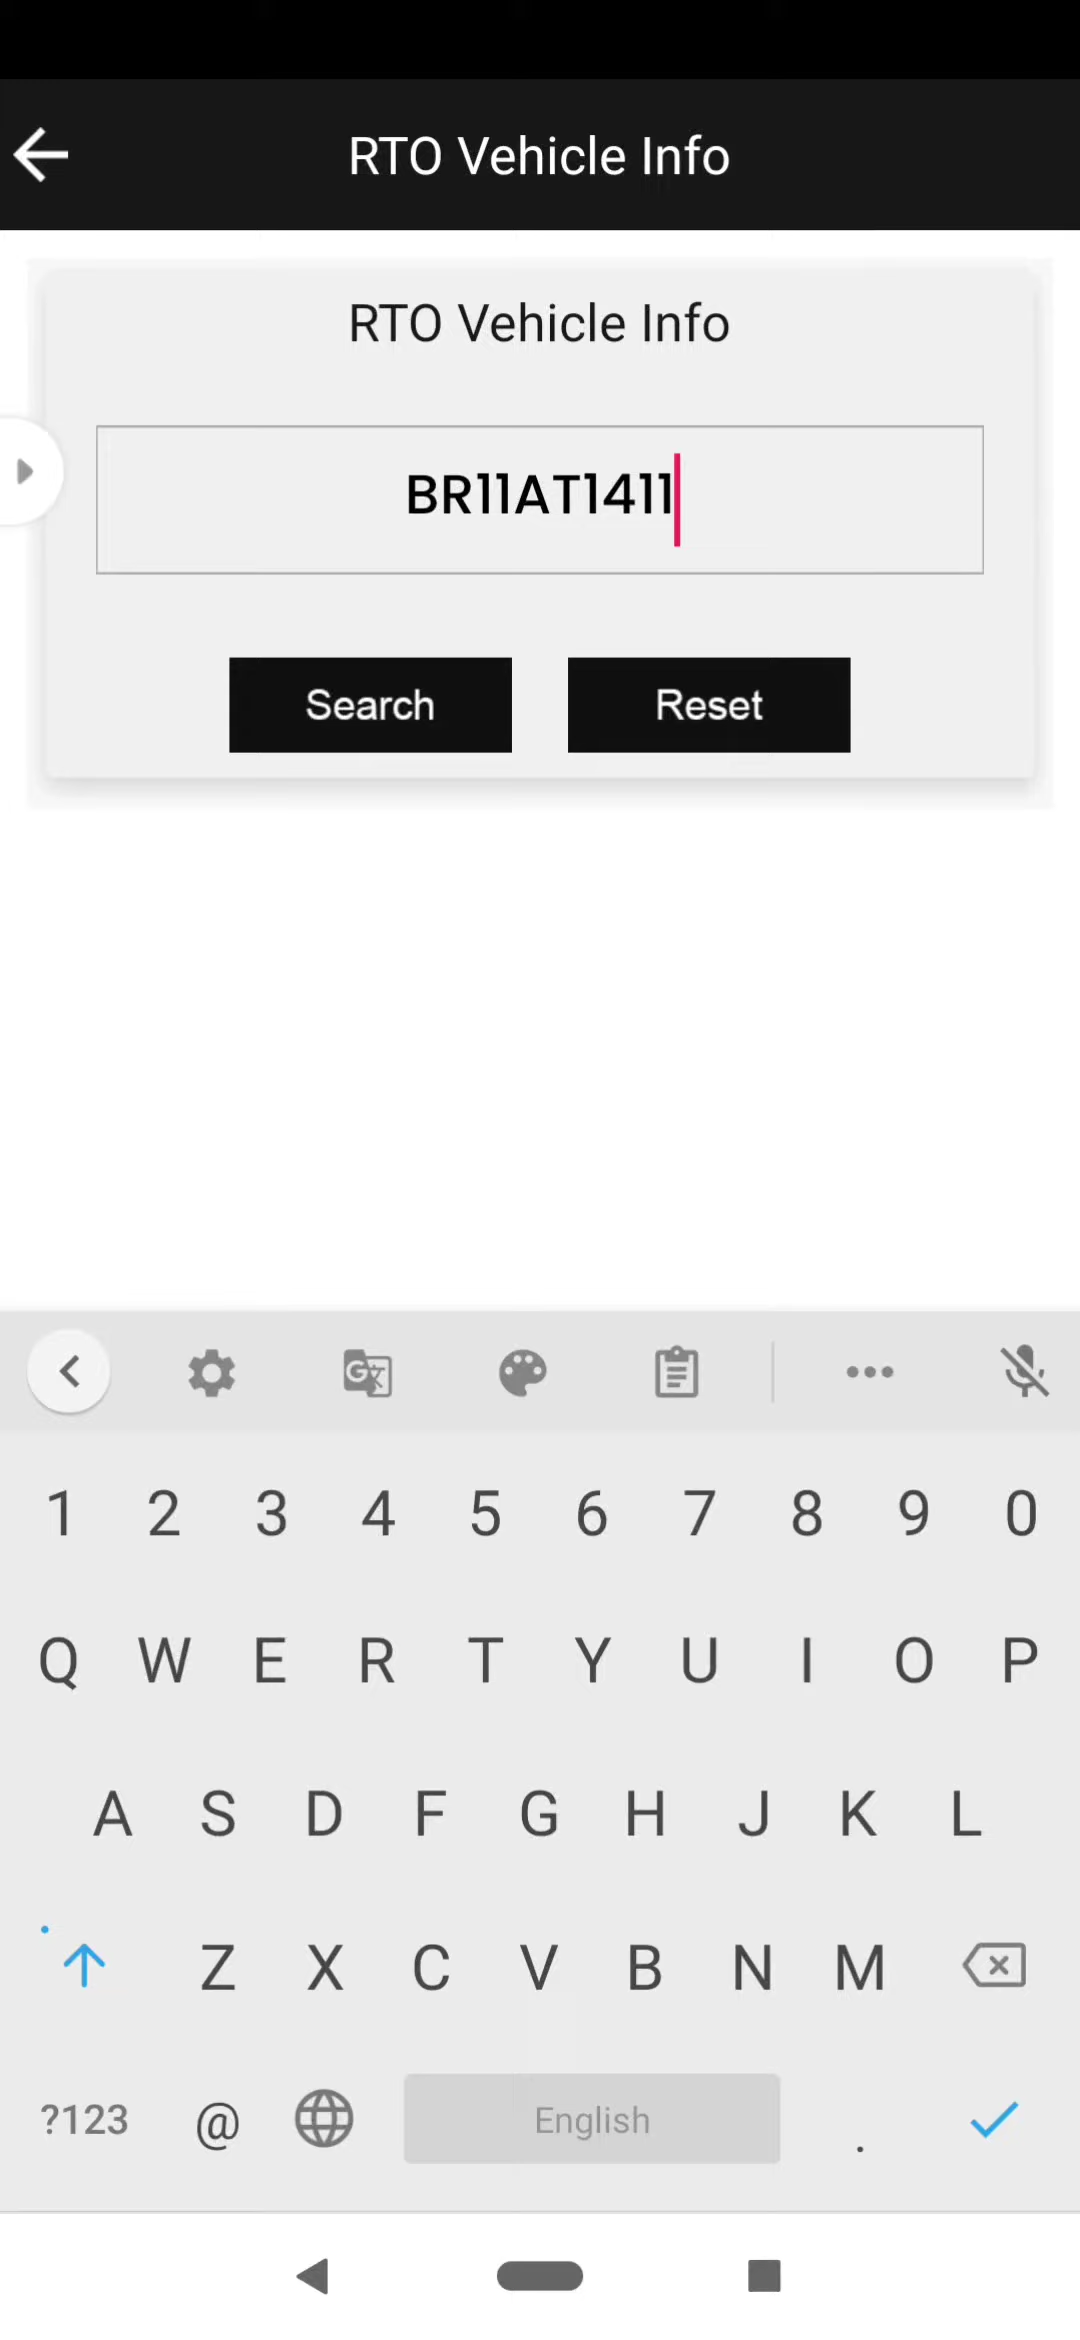 RTO Vehicle Info
RTO Vehicle Info
BR11AT1411
Search Reset
1 2 3 4 5 6 7 8 9 0
Q W E R T Y U I O P
A S D F G H J K L
Z X C V B N M
?123 @ English .